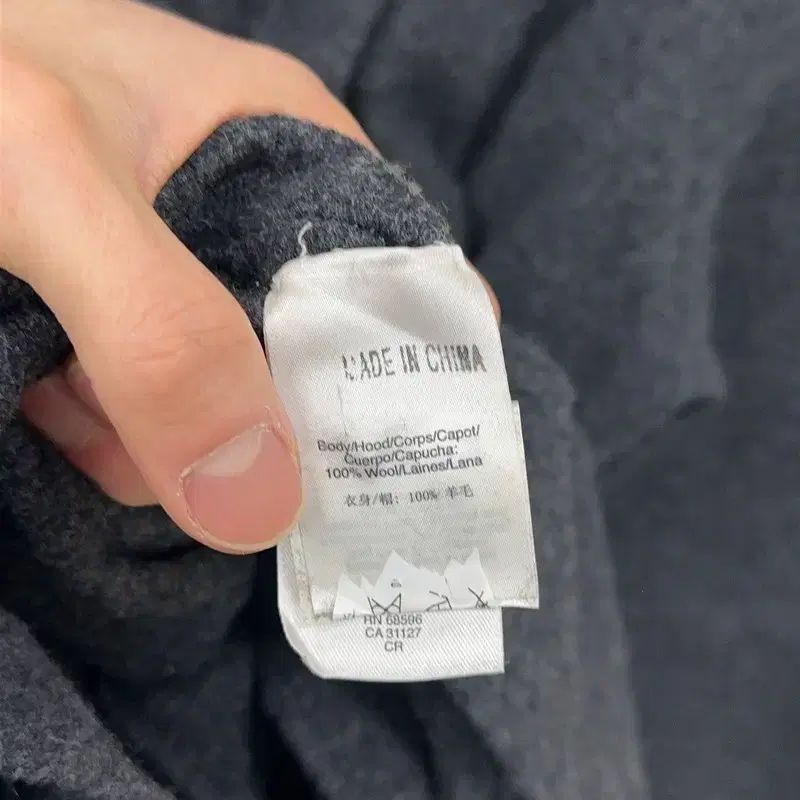 MADE IN CHINA
Body/Hood/Corps/Capot/
Cuerpo/Capucha:
100% Wool/Laines/Lana
衣身/帽: 100% 羊毛
RN 68596
CA 31127
CR